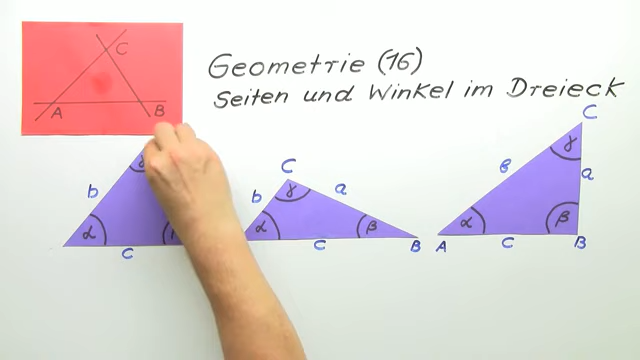 Geometrie (16)
Seiten und Winkel im Dreieck
C
A
B
b
α
c
C
b
γ
a
α
β
c
B
C
b
γ
a
α
β
A
c
B